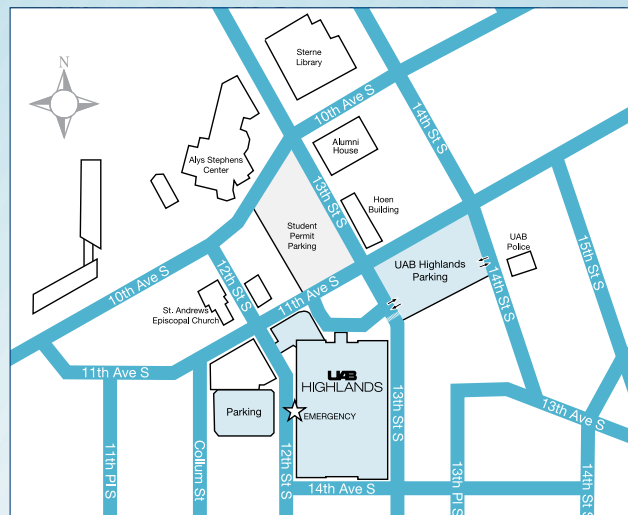 N
Sterne
Library
10th Ave S
14th St S
Alumni
House
Alys Stephens
Center
13th St S
Hoen
Building
Student
Permit
Parking
UAB
Police
15th St S
UAB Highlands
Parking
14th St S
10th Ave S
12th St S
11th Ave S
St. Andrews
Episcopal Church
11th Ave S
UAB
HIGHLANDS
Parking
EMERGENCY
13th Ave S
11th Pl S
Collum St
12th St S
13th St S
13th Pl S
14th St S
14th Ave S